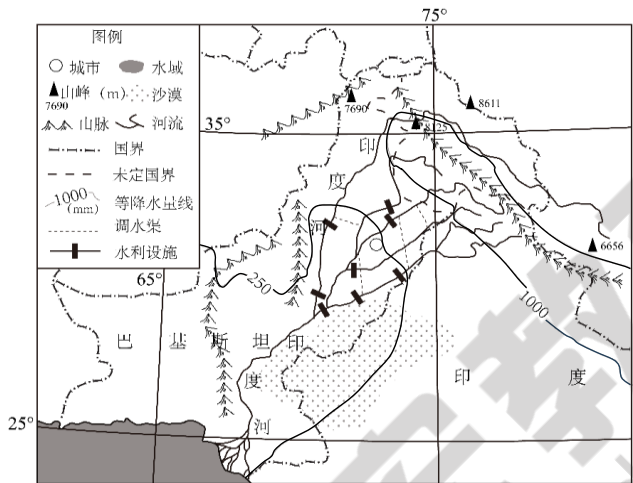 图例
城市 水域
山峰（m） 沙漠
7690
山脉 河流
国界
未定国界
1000
(mm)
等降水量线
调水渠
水利设施
75°
35°
7690
8611
8125
6656
印
度
河
65°
250
1000
巴 基 斯 坦
印
度
河
印 度
25°